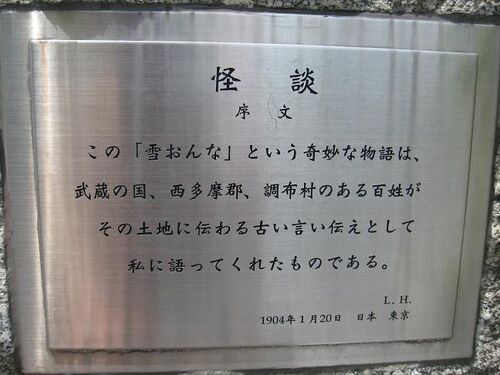 怪 談
序 文
この「雪おんな」という奇妙な物語は、
武蔵の国、西多摩郡、調布村のある百姓が
その土地に伝わる古い言い伝えとして
私に語ってくれたものである。
L. H.
1904年1月20日 日本 東京